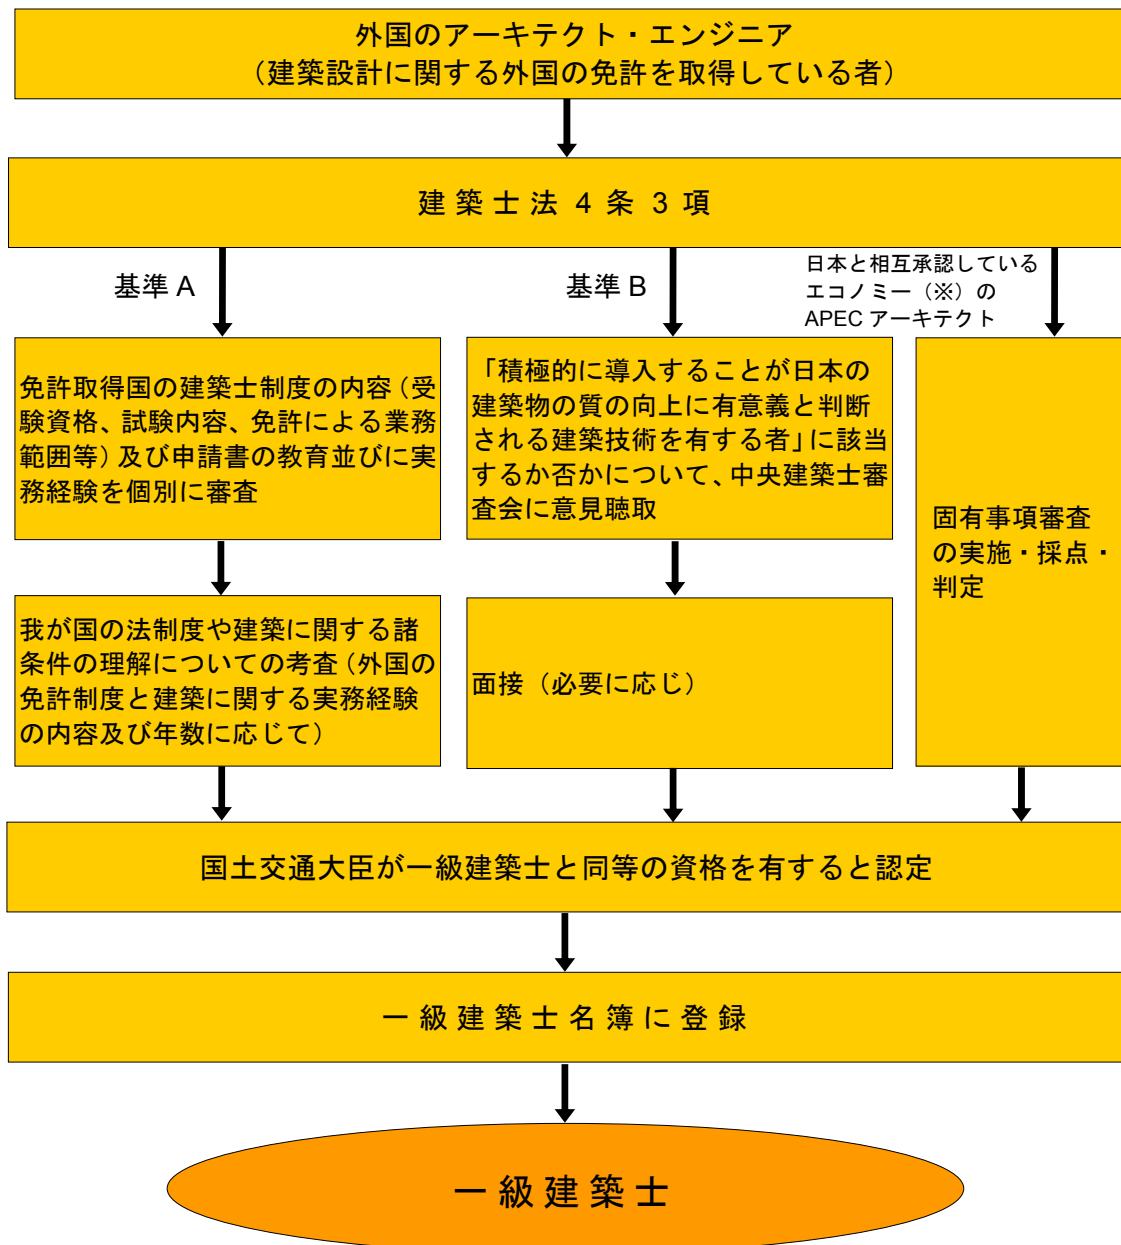 外国のアーキテクト・エンジニア
（建築設計に関する外国の免許を取得している者）
建築士法 4 条 3 項
基準 A
基準 B
日本と相互承認している
エコノミー（※）の
APEC アーキテクト
免許取得国の建築士制度の内容（受
験資格、試験内容、免許による業務
範囲等）及び申請書の教育並びに実
務経験を個別に審査
「積極的に導入することが日本の
建築物の質の向上に有意義と判断
される建築技術を有する者」に該当
するか否かについて、中央建築士審
査会に意見聴取
固有事項審査
の実施・採点・
判定
我が国の法制度や建築に関する諸
条件の理解についての考査（外国の
免許制度と建築に関する実務経験
の内容及び年数に応じて）
面接（必要に応じ）
国土交通大臣が一級建築士と同等の資格を有すると認定
一級建築士名簿に登録
一級建築士